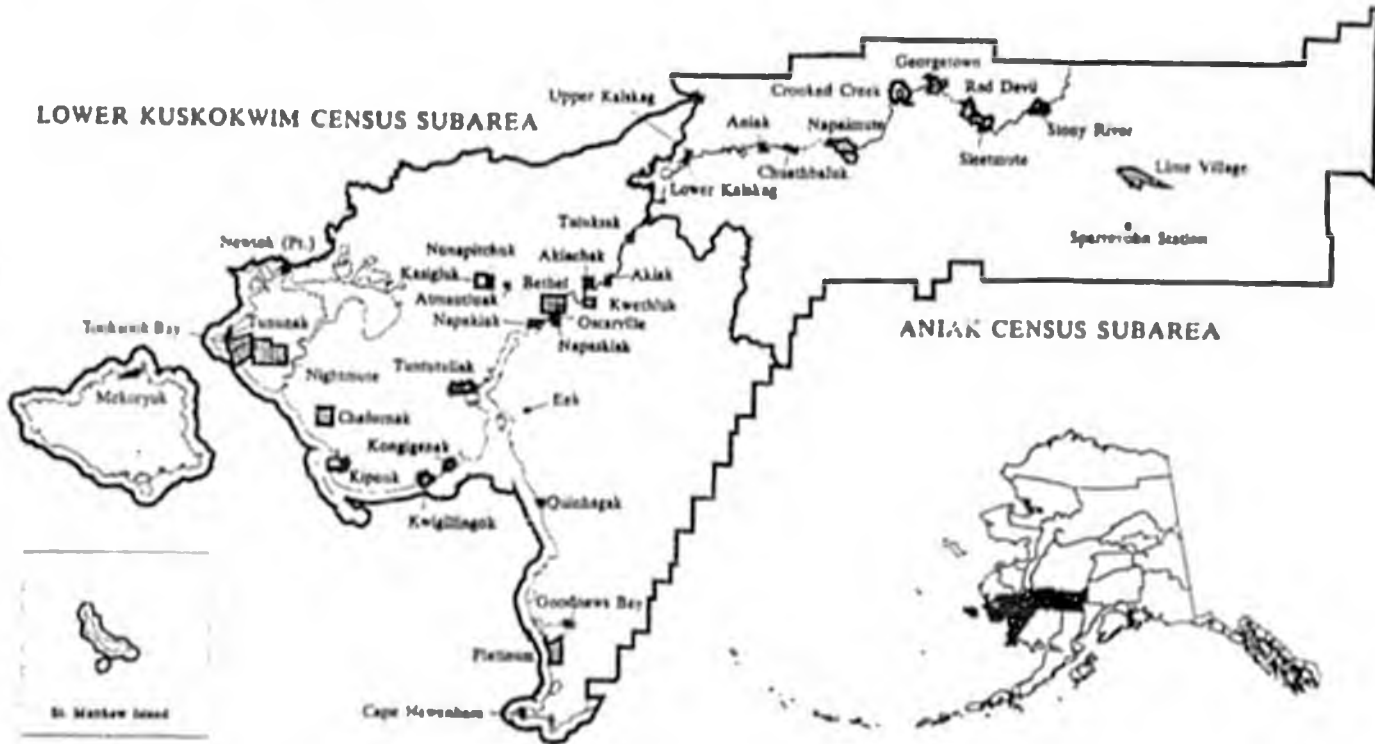 LOWER KUSKOKWIM CENSUS SUBAREA
Upper Kalskag
Georgetown
Crooked Creek
Red Devil
Aniak
Napaimute
Stony River
Sleetmute
Chuathbaluk
Lime Village
Lower Kalskag
Sparrevohn Station
Tuluksak
Newtok (Pt.)
Nunapitchuk
Akiachak
Kasigluk
Bethel
Akiak
Atmautluak
Kwethluk
Napakiak
Oscarville
Napaskiak
ANIAK CENSUS SUBAREA
Bay
Tununak
Nightmute
Tuntutuliak
Mekoryuk
Eek
Chefornak
Kongiganak
Kipnuk
Quinhagak
Kwigillingok
Goodnews Bay
Platinum
Cape Newenham
St. Matthew Island